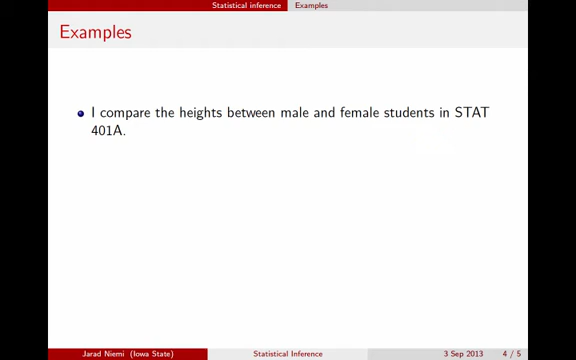 Statistical inference Examples
Examples
I compare the heights between male and female students in STAT
401A.
Jarad Niemi (Iowa State) Statistical Inference 3 Sep 2013 4 / 5